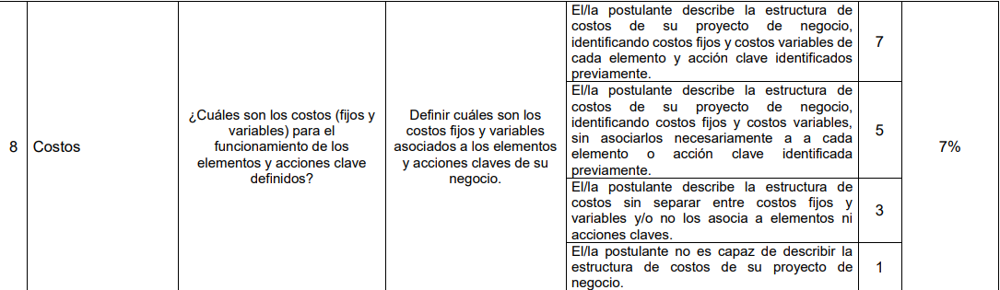 8
Costos
¿Cuáles son los costos (fijos y
variables) para el
funcionamiento de los
elementos y acciones clave
definidos?
Definir cuáles son los
costos fijos y variables
asociados a los elementos
y acciones claves de su
negocio.
El/la postulante describe la estructura de
costos de su proyecto de negocio,
identificando costos fijos y costos variables de
cada elemento y acción clave identificados
previamente.
7
El/la postulante describe la estructura de
costos de su proyecto de negocio,
identificando costos fijos y costos variables,
sin asociarlos necesariamente a a cada
elemento o acción clave identificada
previamente.
5
El/la postulante describe la estructura de
costos sin separar entre costos fijos y
variables y/o no los asocia a elementos ni
acciones claves.
3
El/la postulante no es capaz de describir la
estructura de costos de su proyecto de
negocio.
1
7%